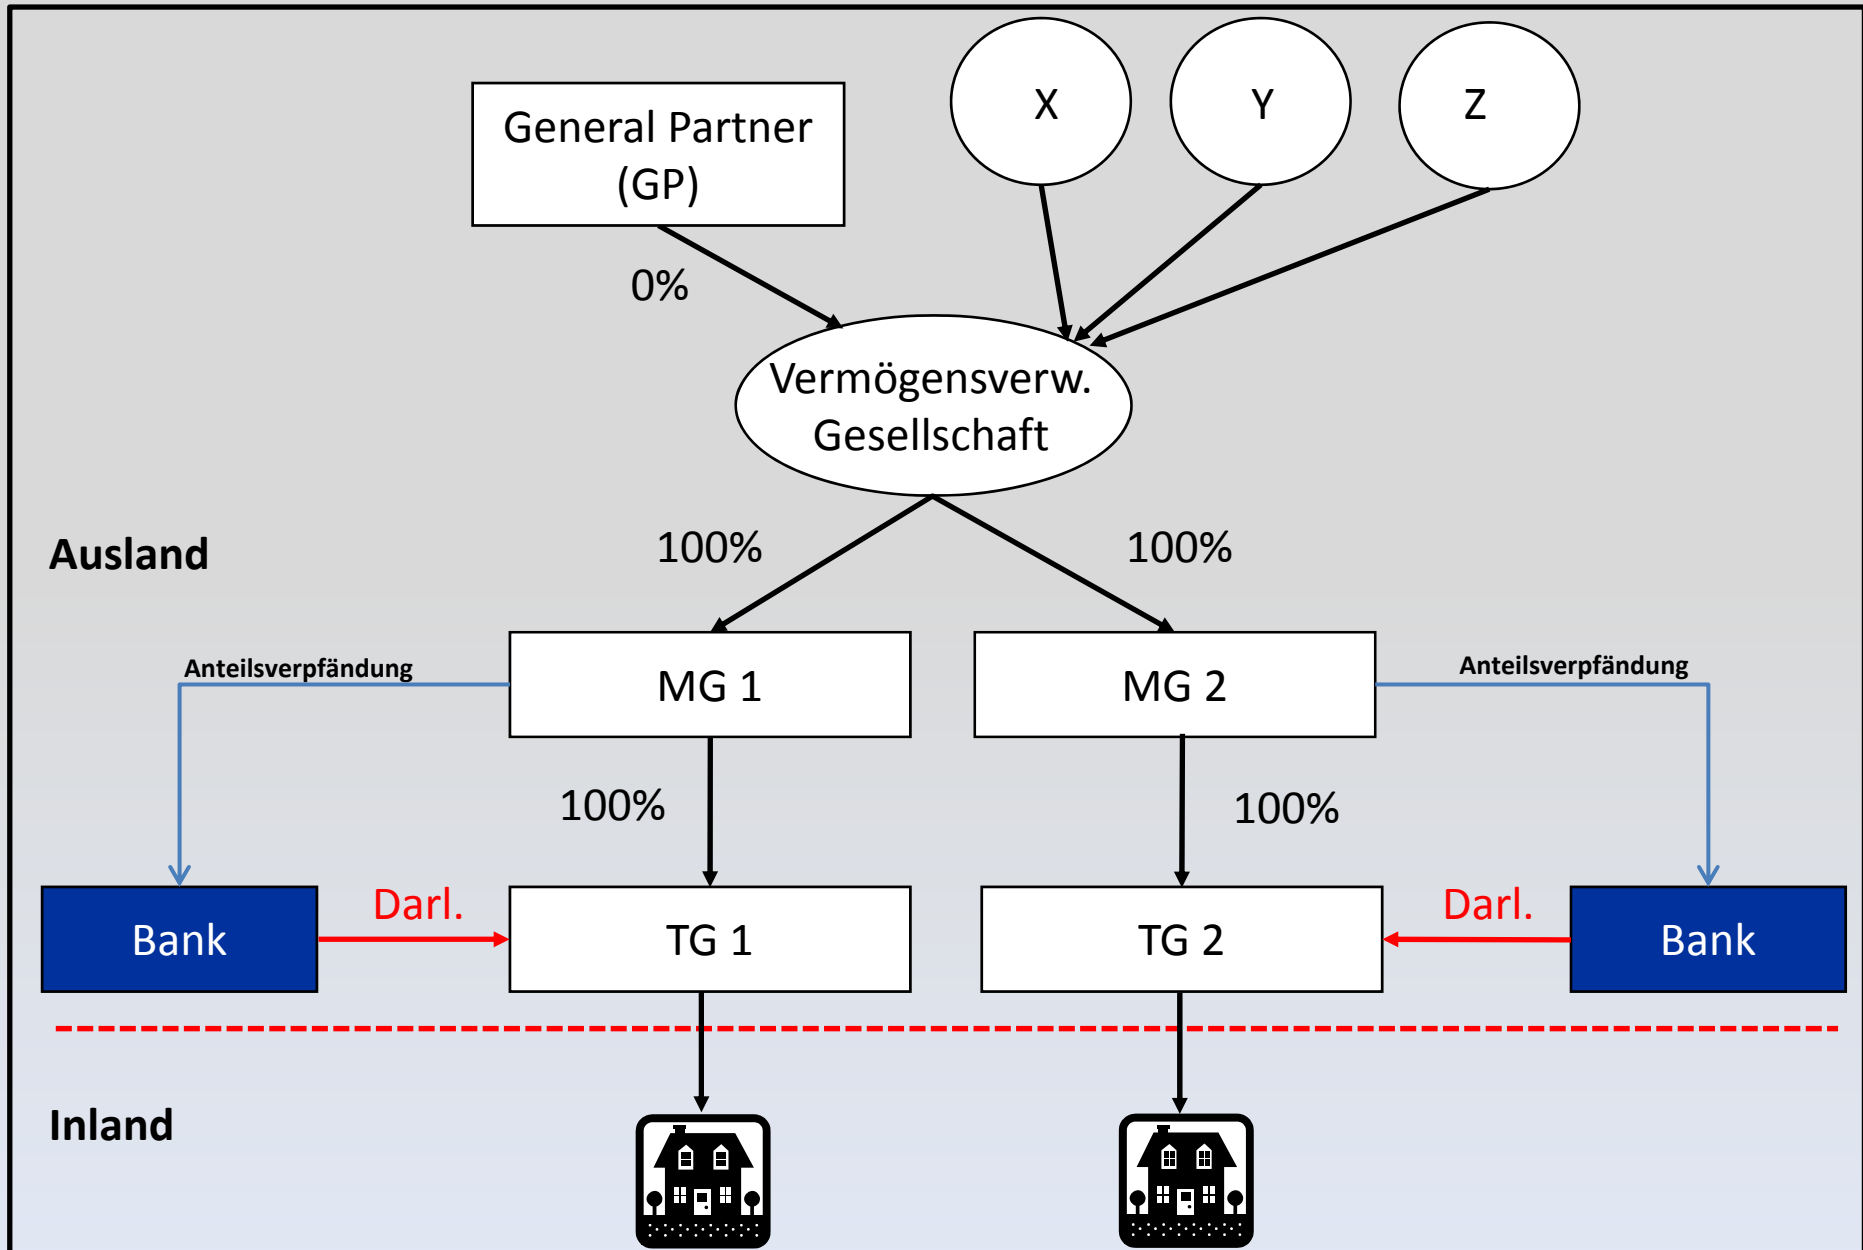 General Partner
(GP)
X
Y
Z
0%
Vermögensverw.
Gesellschaft
Ausland
100%
100%
Anteilsverpfändung
MG 1
MG 2
Anteilsverpfändung
100%
100%
Bank
Darl.
TG 1
TG 2
Darl.
Bank
Inland